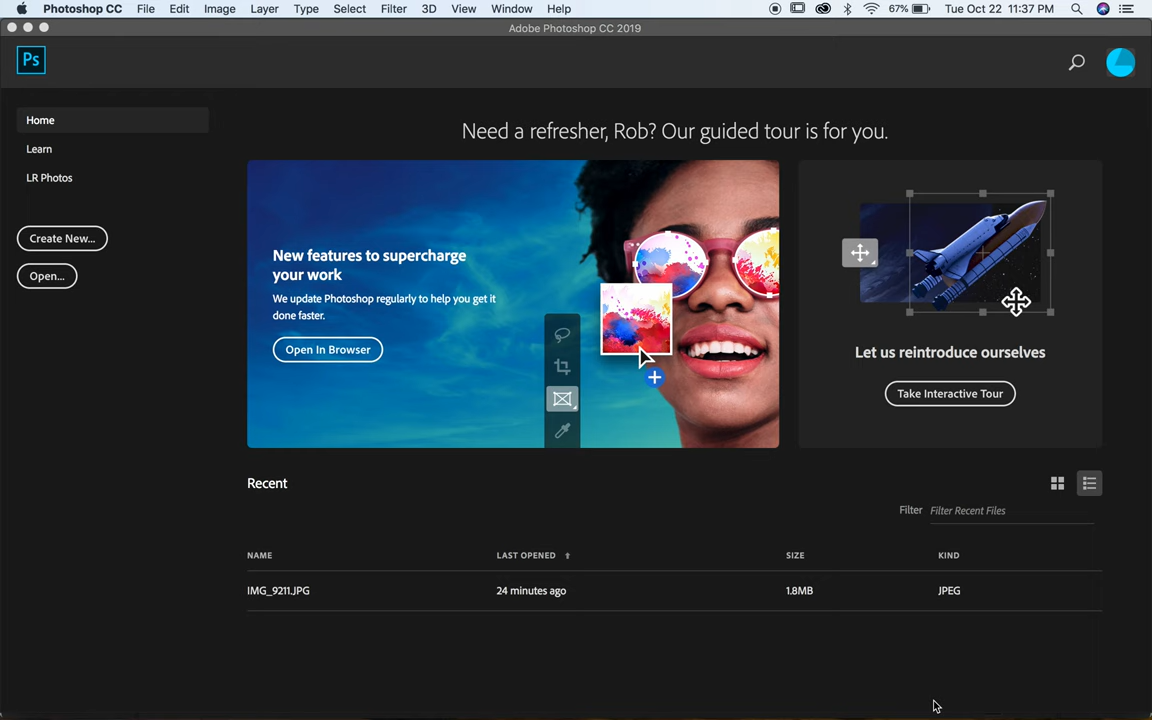 Photoshop CC File Edit Image Layer Type Select Filter 3D View Window Help 67% Tue Oct 22 11:37 PM
Adobe Photoshop CC 2019
Ps
Home
Learn
LR Photos
Create New...
Open...
Need a refresher, Rob? Our guided tour is for you.
New features to supercharge
your work
We update Photoshop regularly to help you get it
done faster.
Open In Browser
Let us reintroduce ourselves
Take Interactive Tour
Recent
Filter Filter Recent Files
NAME LAST OPENED SIZE KIND
IMG_9211.JPG 24 minutes ago 1.8MB JPEG